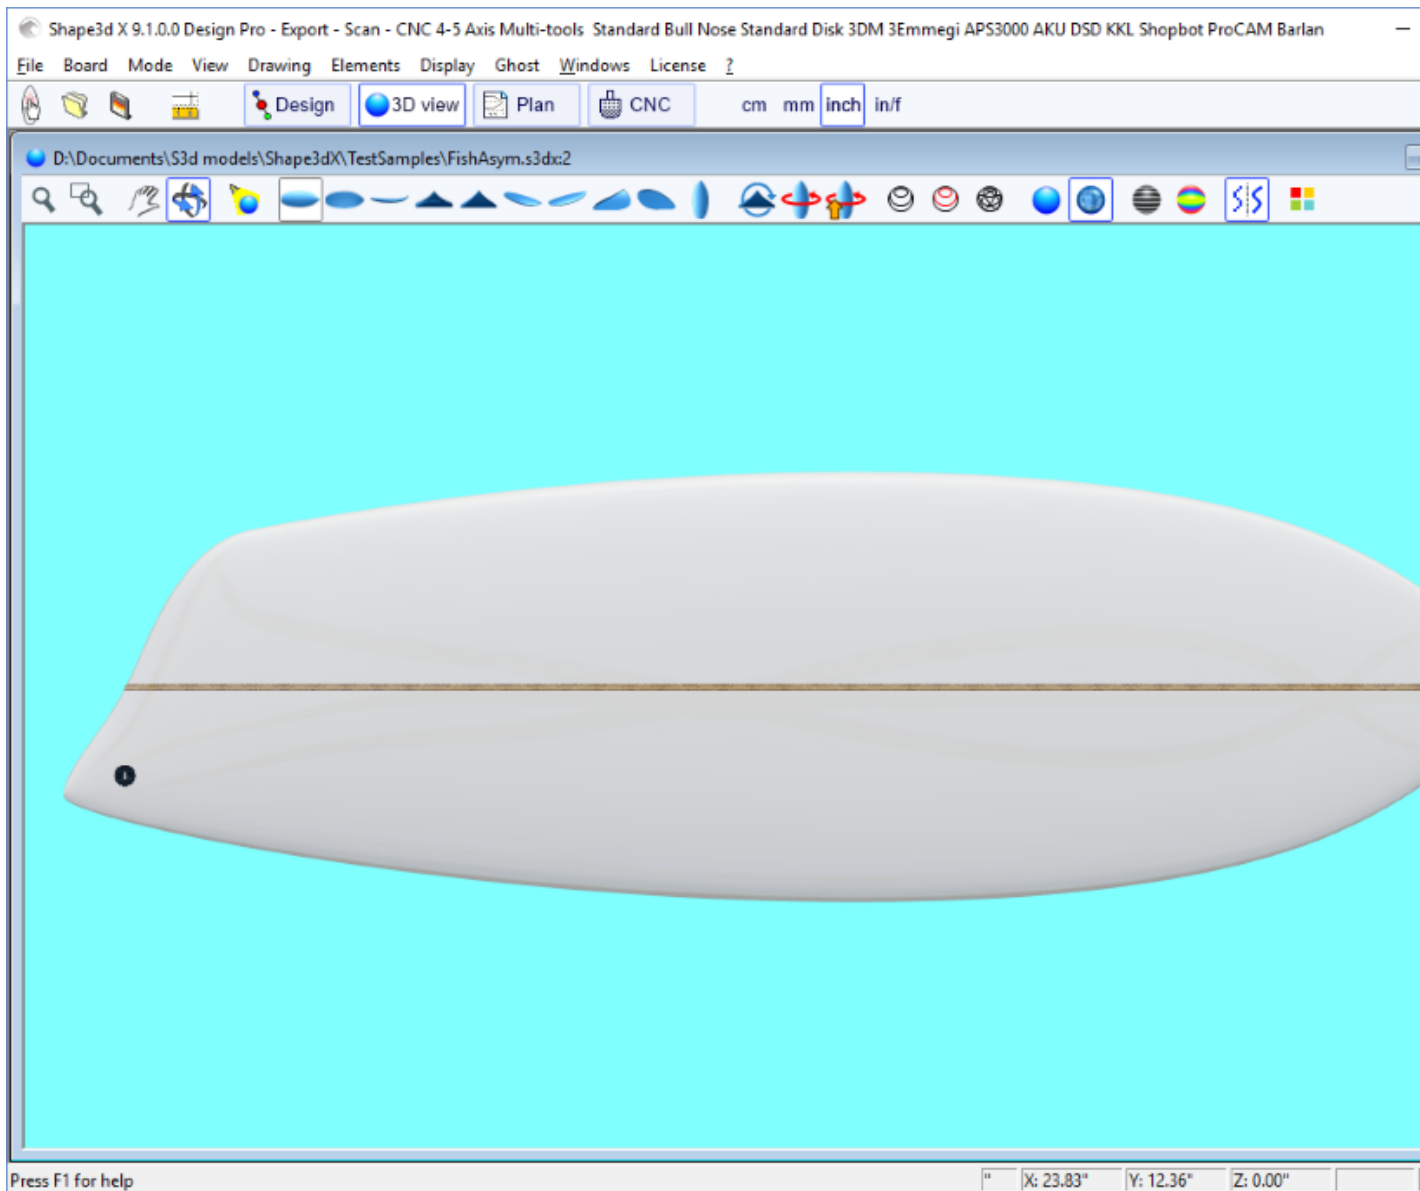 Shape3d X 9.1.0.0 Design Pro - Export - Scan - CNC 4-5 Axis Multi-tools  Standard Bull Nose Standard Disk 3DM 3Emmegi APS3000 AKU DSD KKL Shopbot ProCAM Barlan
File Board Mode View Drawing Elements Display Ghost Windows License ?
Design 3D view Plan CNC cm mm inch in/f
D:\Documents\S3d models\Shape3dX\TestSamples\FishAsym.s3dx:2
Press F1 for help " X: 23.83" Y: 12.36" Z: 0.00"